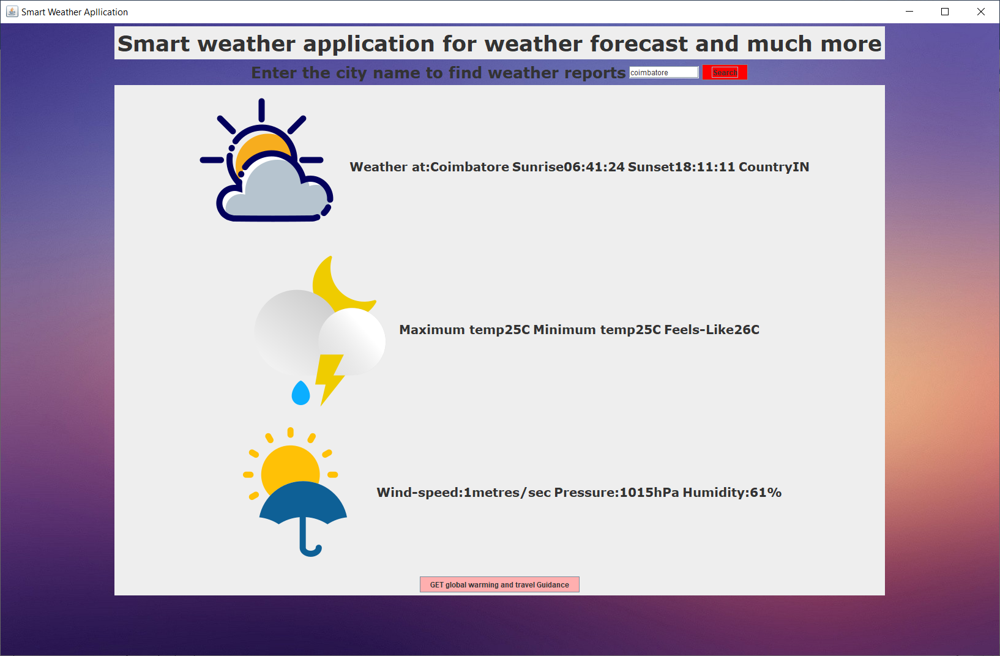 Smart Weather Apllication
Smart weather application for weather forecast and much more
Enter the city name to find weather reports coimbatore Search
Weather at:Coimbatore Sunrise06:41:24 Sunset18:11:11 CountryIN
Maximum temp25C Minimum temp25C Feels-Like26C
Wind-speed:1metres/sec Pressure:1015hPa Humidity:61%
GET global warming and travel Guidance